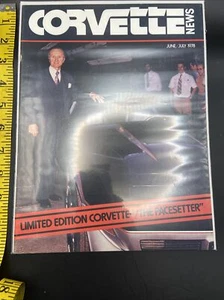 CORVETTE
NEWS
JUNE/JULY 1978
LIMITED EDITION CORVETTE: "THE PACESETTER"